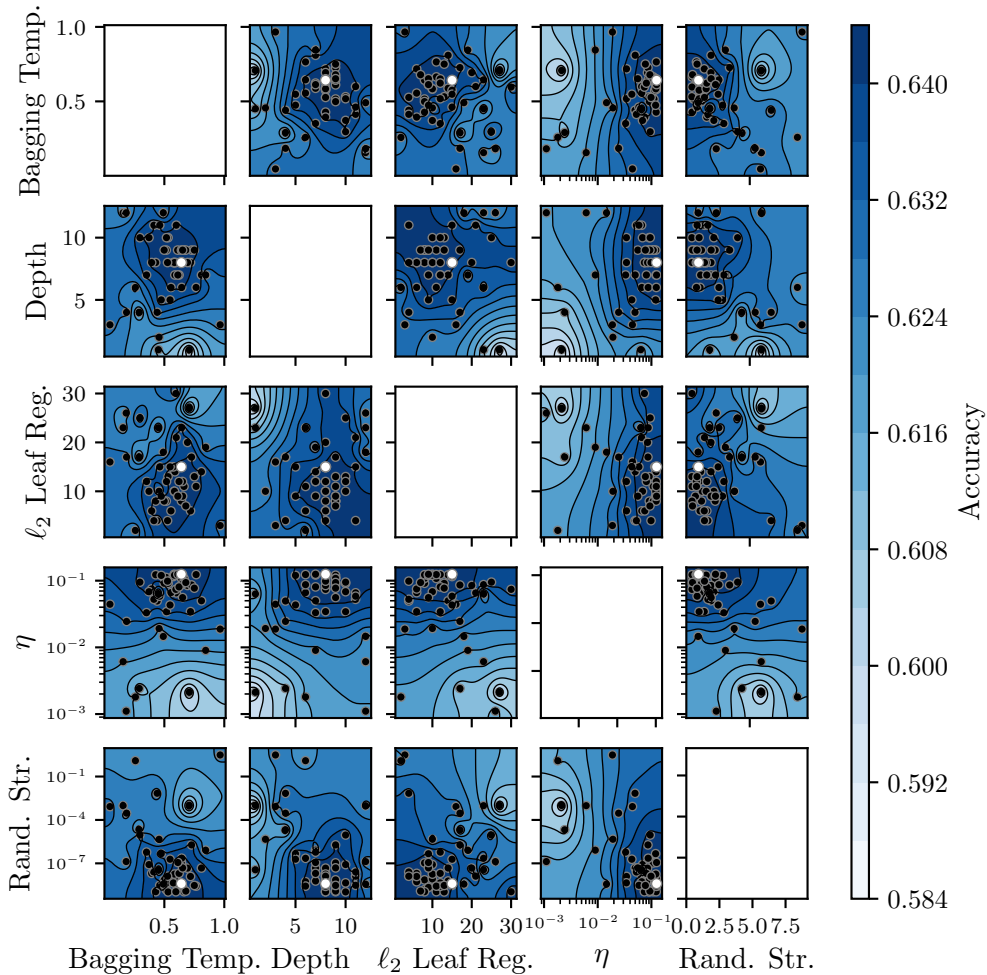 Bagging Temp.
1.0
0.5
Depth
10
5
ℓ₂ Leaf Reg.
30
20
10
η
10⁻¹
10⁻²
10⁻³
Rand. Str.
10⁻¹
10⁻⁴
10⁻⁷
0.5 1.0
5 10
10 20 30
10⁻³ 10⁻² 10⁻¹
0.0 2.5 5.0 7.5
Bagging Temp. Depth ℓ₂ Leaf Reg. η Rand. Str.
0.640
0.632
0.624
0.616
0.608
0.600
0.592
0.584
Accuracy